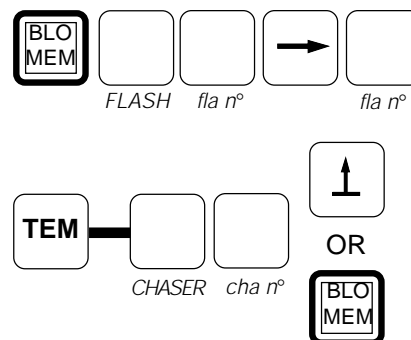 BLO
MEM
FLASH fla n° fla n°
TEM
OR
CHASER cha n°
BLO
MEM